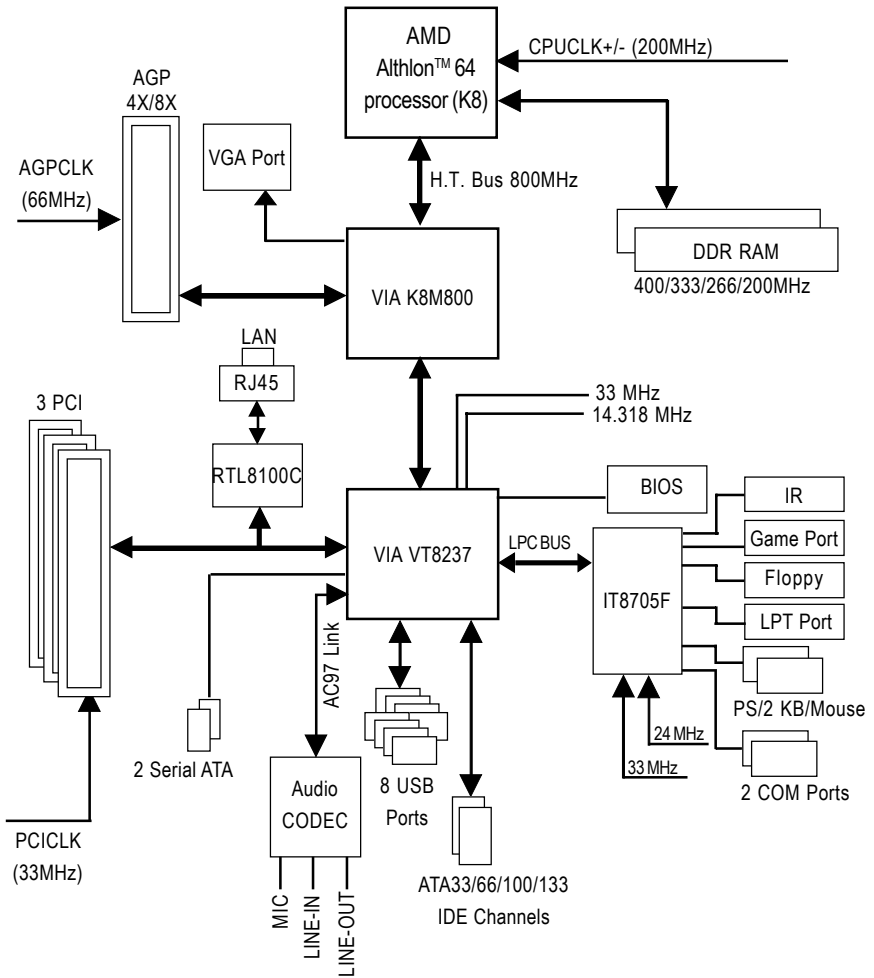 AMD
Althlon™ 64
processor (K8)
CPUCLK+/- (200MHz)
AGP
4X/8X
VGA Port
AGPCLK
(66MHz)
H.T. Bus 800MHz
DDR RAM
400/333/266/200MHz
VIA K8M800
LAN
RJ45
3 PCI
33 MHz
14.318 MHz
RTL8100C
BIOS
IR
VIA VT8237
LPC BUS
Game Port
IT8705F
Floppy
LPT Port
AC97 Link
PS/2 KB/Mouse
24 MHz
33 MHz
2 Serial ATA
Audio
CODEC
8 USB
Ports
2 COM Ports
PCICLK
(33MHz)
ATA33/66/100/133
IDE Channels
MIC
LINE-IN
LINE-OUT